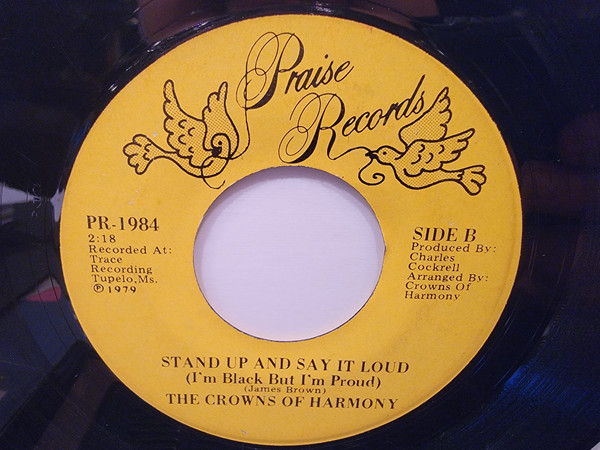 Praise
Records
PR-1984
2:18
Recorded At:
Trace
Recording
Tupelo,Ms.
Ⓟ 1979
SIDE B
Produced By:
Charles
Cockrell
Arranged By:
Crowns Of
Harmony
STAND UP AND SAY IT LOUD
(I'm Black But I'm Proud)
(James Brown)
THE CROWNS OF HARMONY